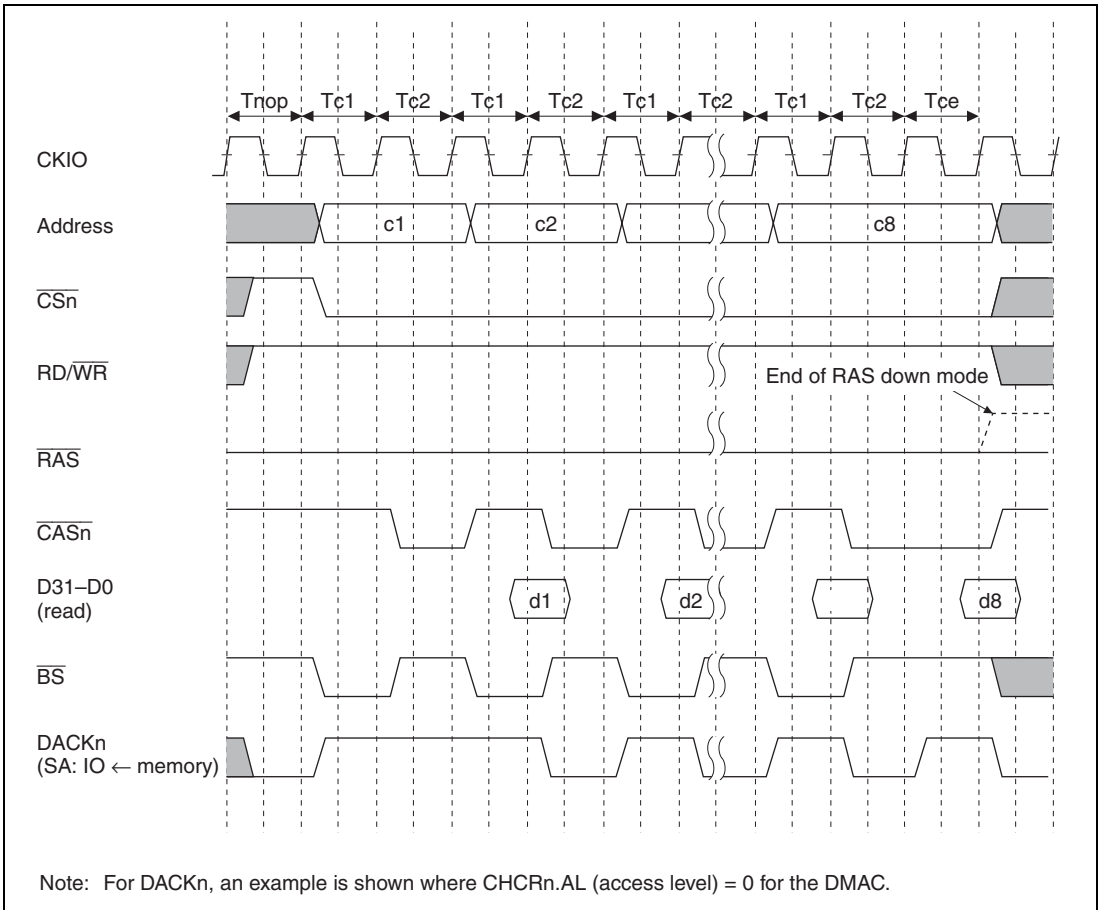 Tnop Tc1 Tc2 Tc1 Tc2 Tc1 Tc2 Tc1 Tc2 Tce
CKIO
Address c1 c2 c8
CSn
RD/WR
End of RAS down mode
RAS
CASn
D31–D0
(read) d1 d2 d8
BS
DACKn
(SA: IO ← memory)
Note: For DACKn, an example is shown where CHCRn.AL (access level) = 0 for the DMAC.